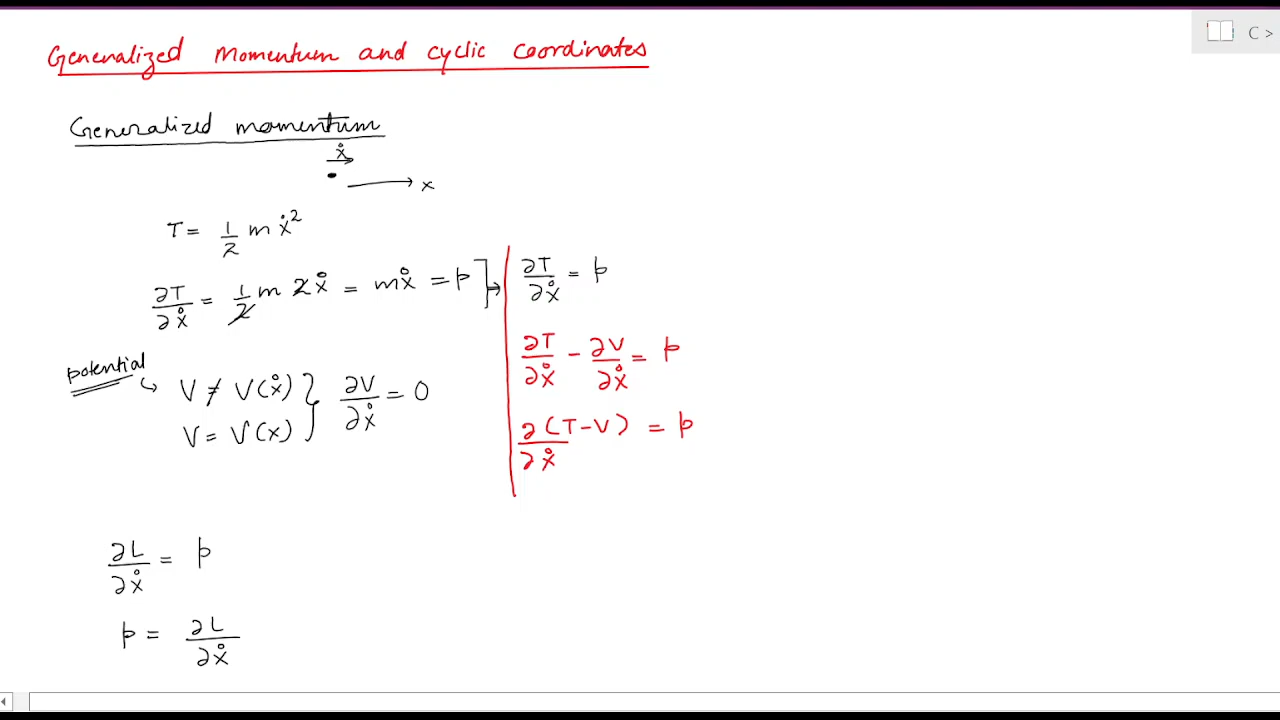 Generalized momentum and cyclic coordinates
C >
Generalized momentum
ẋ
x
T = 1/2 m ẋ²
∂T/∂ẋ = 1/2 m 2ẋ = mẋ = p
potential
V ≠ V(ẋ)
V = V(x)
∂V/∂ẋ = 0
∂T/∂ẋ = p
∂T/∂ẋ - ∂V/∂ẋ = p
∂(T-V)/∂ẋ = p
∂L/∂ẋ = p
p = ∂L/∂ẋ